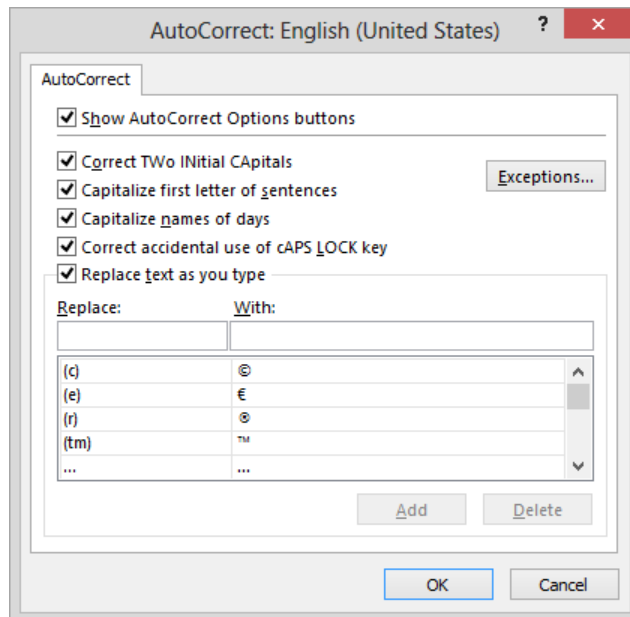 AutoCorrect: English (United States) ? ×
AutoCorrect
Show AutoCorrect Options buttons
Correct TWo INitial CApitals
Exceptions...
Capitalize first letter of sentences
Capitalize names of days
Correct accidental use of cAPS LOCK key
Replace text as you type
Replace: With:
(c) ©
(e) €
(r) ®
(tm) ™
... …
Add Delete
OK Cancel